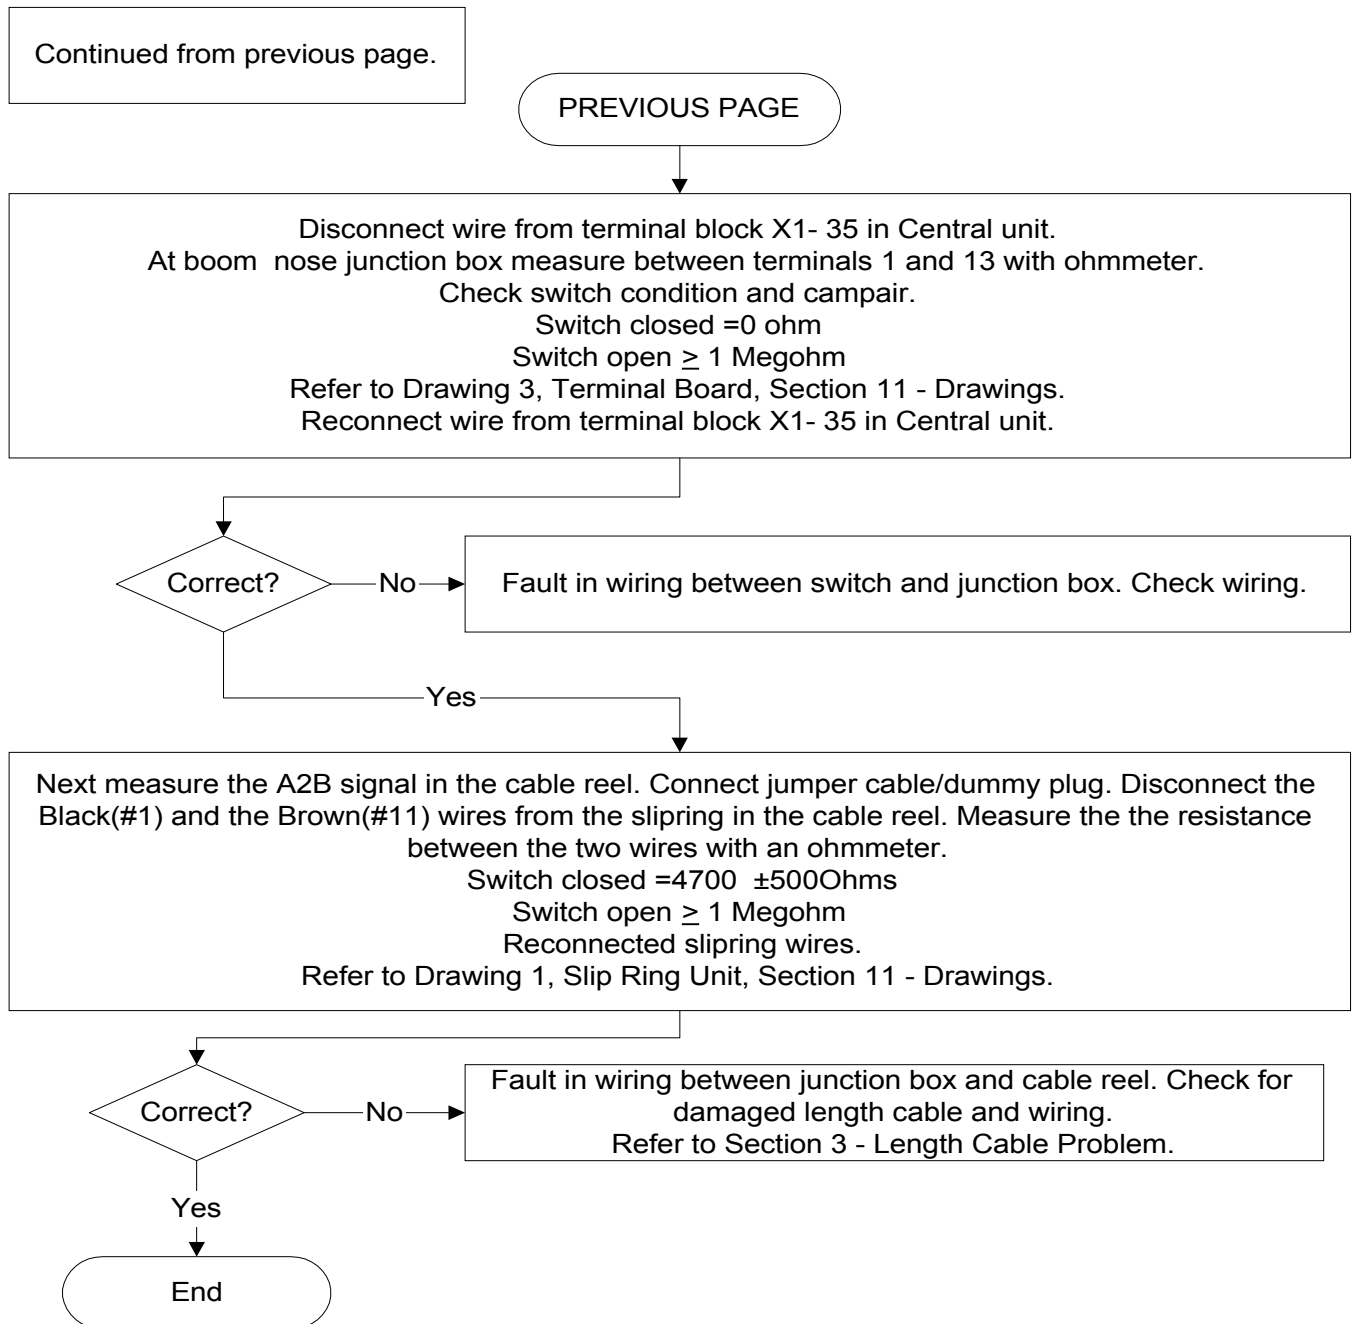 Continued from previous page.
PREVIOUS PAGE
Disconnect wire from terminal block X1- 35 in Central unit.
At boom nose junction box measure between terminals 1 and 13 with ohmmeter.
Check switch condition and campair.
Switch closed =0 ohm
Switch open ≥ 1 Megohm
Refer to Drawing 3, Terminal Board, Section 11 - Drawings.
Reconnect wire from terminal block X1- 35 in Central unit.
Correct?
No
Fault in wiring between switch and junction box. Check wiring.
Yes
Next measure the A2B signal in the cable reel. Connect jumper cable/dummy plug. Disconnect the
Black(#1) and the Brown(#11) wires from the slipring in the cable reel. Measure the the resistance
between the two wires with an ohmmeter.
Switch closed =4700 ±500Ohms
Switch open ≥ 1 Megohm
Reconnected slipring wires.
Refer to Drawing 1, Slip Ring Unit, Section 11 - Drawings.
Correct?
No
Fault in wiring between junction box and cable reel. Check for
damaged length cable and wiring.
Refer to Section 3 - Length Cable Problem.
Yes
End